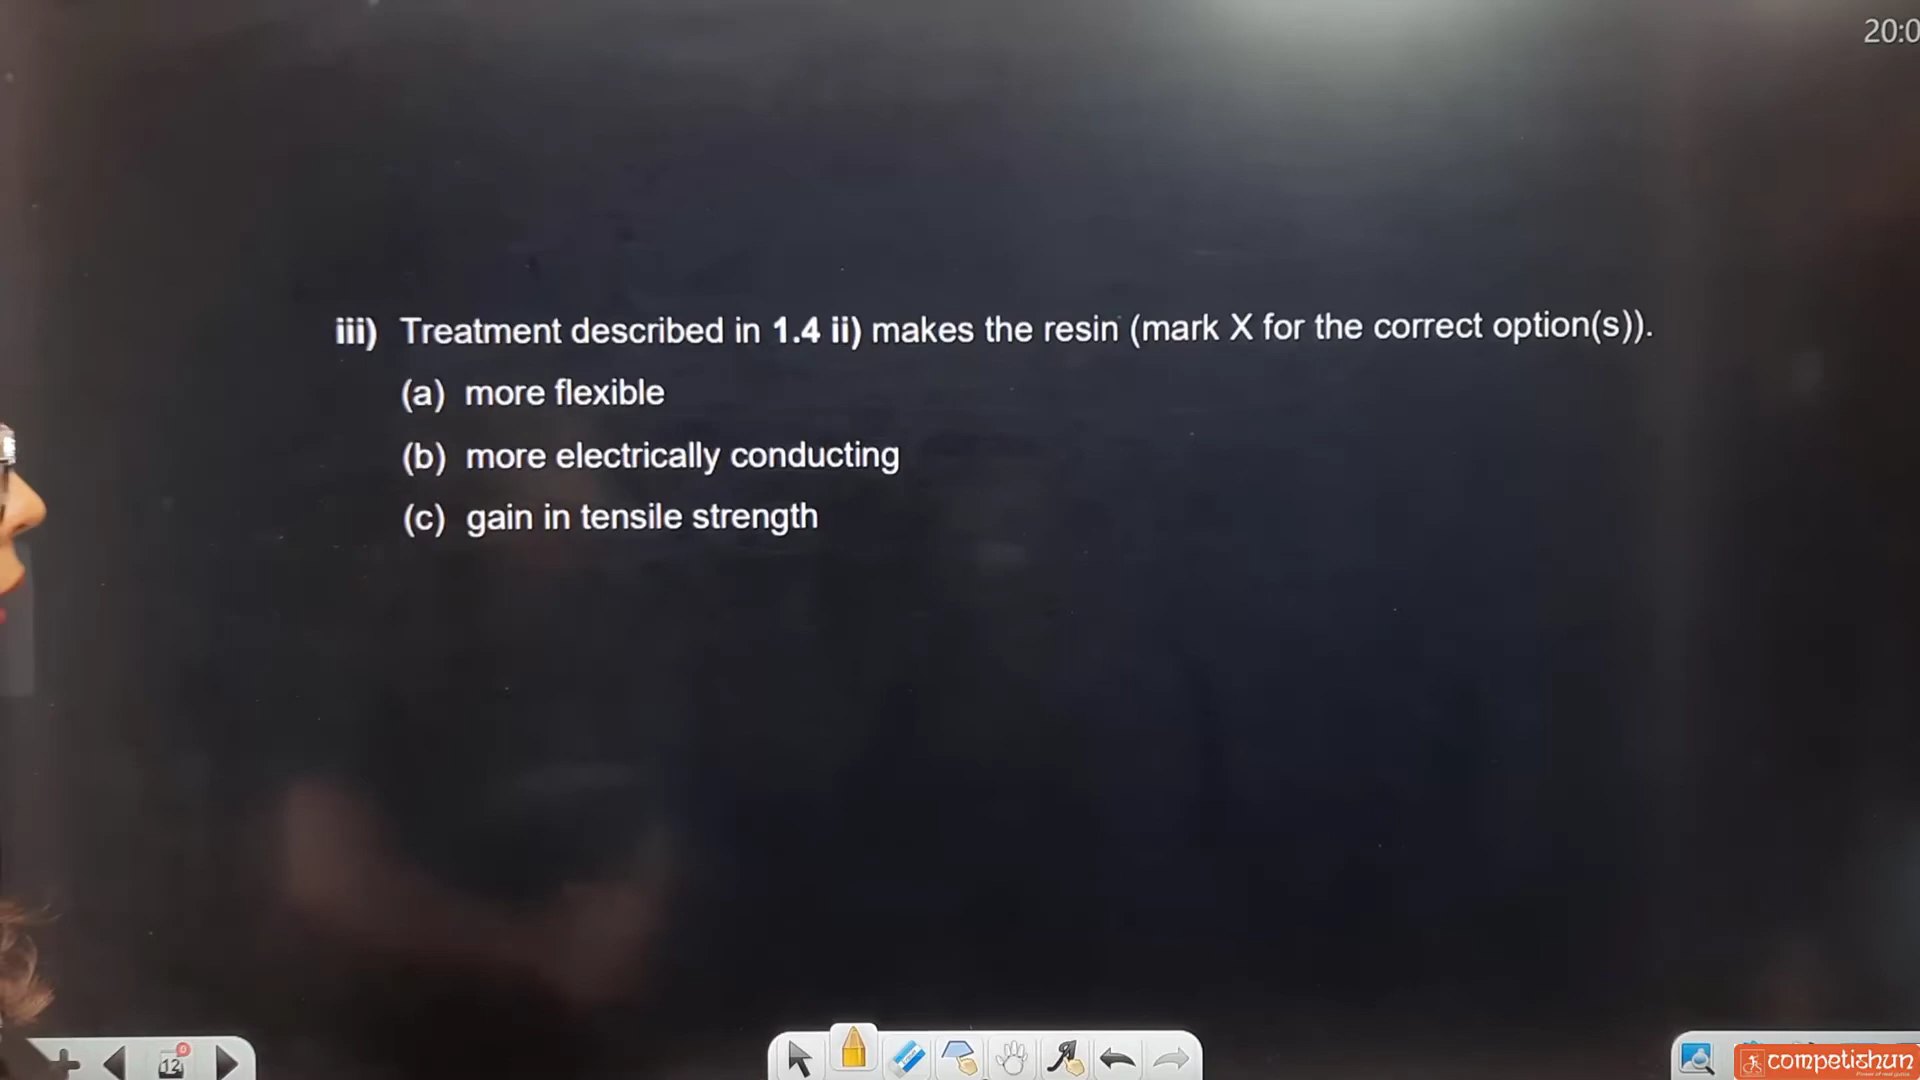 20:0
iii) Treatment described in 1.4 ii) makes the resin (mark X for the correct option(s)).
(a) more flexible
(b) more electrically conducting
(c) gain in tensile strength
12
competishun